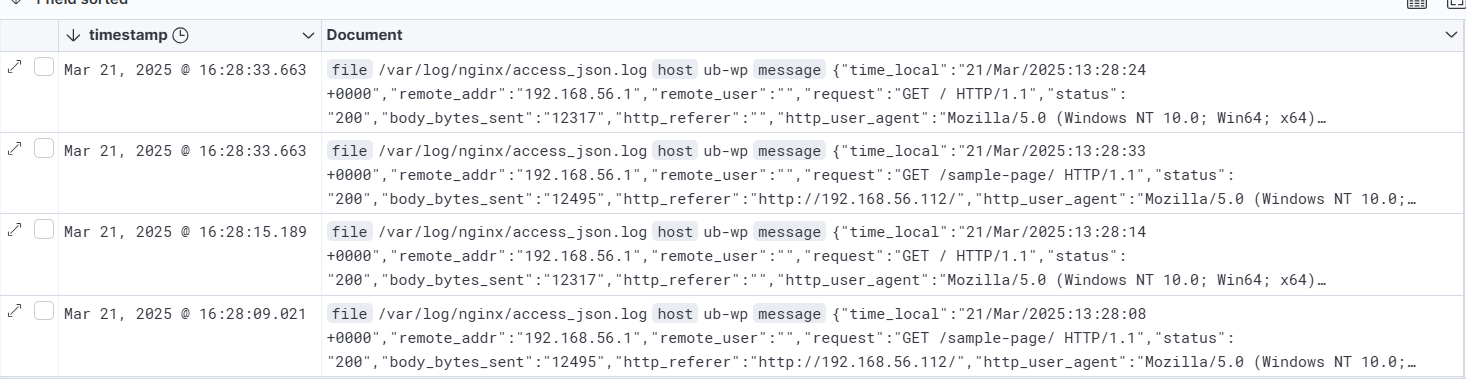 1 field sorted
timestamp Document
Mar 21, 2025 @ 16:28:33.663 file /var/log/nginx/access_json.log host ub-wp message {"time_local":"21/Mar/2025:13:28:24
+0000","remote_addr":"192.168.56.1","remote_user":"","request":"GET / HTTP/1.1","status":
"200","body_bytes_sent":"12317","http_referer":"","http_user_agent":"Mozilla/5.0 (Windows NT 10.0; Win64; x64)…
Mar 21, 2025 @ 16:28:33.663 file /var/log/nginx/access_json.log host ub-wp message {"time_local":"21/Mar/2025:13:28:33
+0000","remote_addr":"192.168.56.1","remote_user":"","request":"GET /sample-page/ HTTP/1.1","status":
"200","body_bytes_sent":"12495","http_referer":"http://192.168.56.112/","http_user_agent":"Mozilla/5.0 (Windows NT 10.0;…
Mar 21, 2025 @ 16:28:15.189 file /var/log/nginx/access_json.log host ub-wp message {"time_local":"21/Mar/2025:13:28:14
+0000","remote_addr":"192.168.56.1","remote_user":"","request":"GET / HTTP/1.1","status":
"200","body_bytes_sent":"12317","http_referer":"","http_user_agent":"Mozilla/5.0 (Windows NT 10.0; Win64; x64)…
Mar 21, 2025 @ 16:28:09.021 file /var/log/nginx/access_json.log host ub-wp message {"time_local":"21/Mar/2025:13:28:08
+0000","remote_addr":"192.168.56.1","remote_user":"","request":"GET /sample-page/ HTTP/1.1","status":
"200","body_bytes_sent":"12495","http_referer":"http://192.168.56.112/","http_user_agent":"Mozilla/5.0 (Windows NT 10.0;…